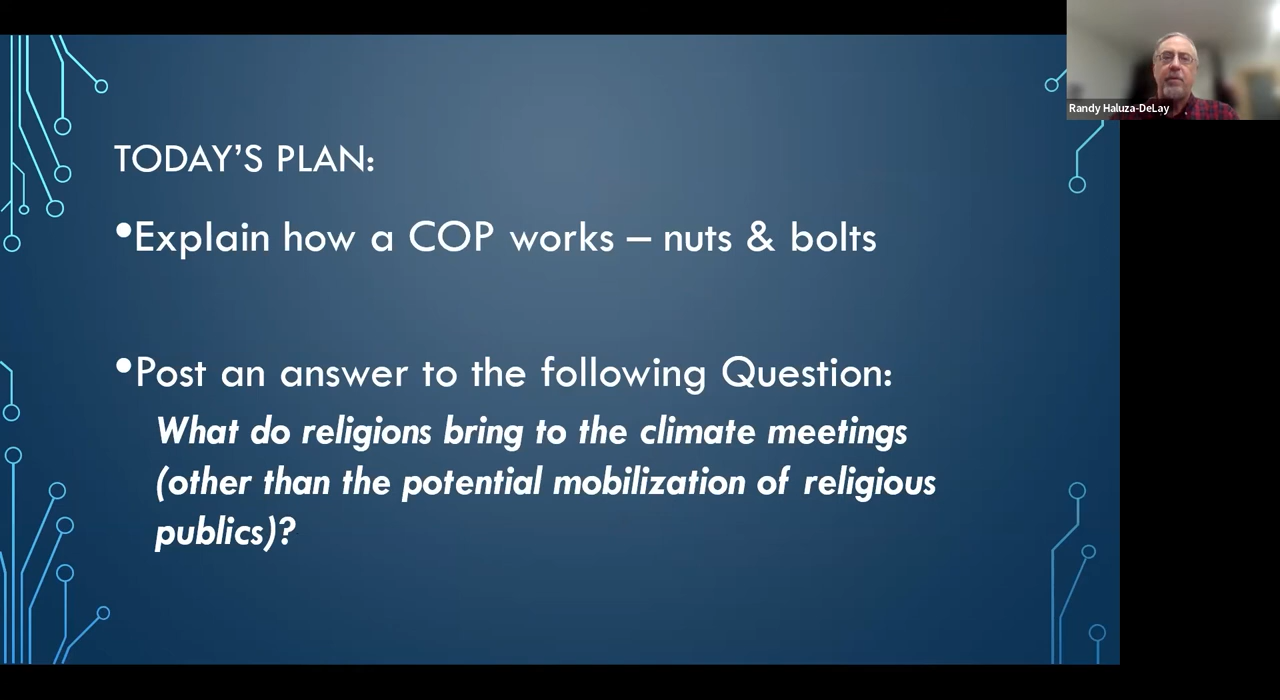 Randy Haluza-DeLay
TODAY’S PLAN:
•Explain how a COP works – nuts & bolts
•Post an answer to the following Question:
What do religions bring to the climate meetings
(other than the potential mobilization of religious
publics)?